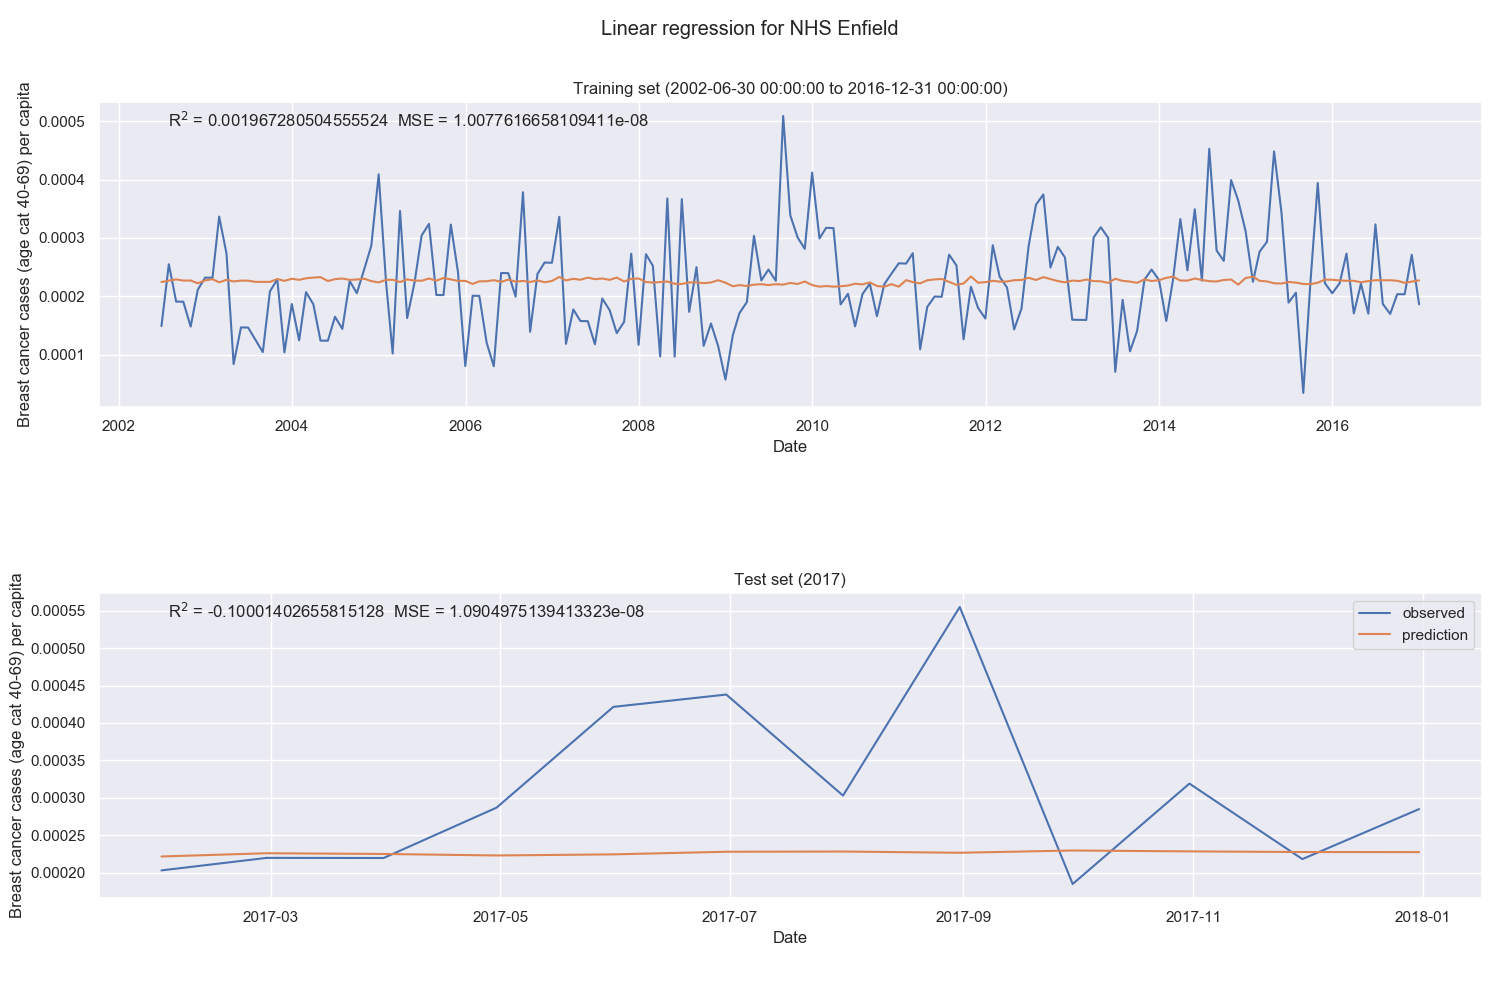 Linear regression for NHS Enfield
Training set (2002-06-30 00:00:00 to 2016-12-31 00:00:00)
R² = 0.001967280504555524 MSE = 1.0077616658109411e-08
Breast cancer cases (age cat 40-69) per capita
0.0005
0.0004
0.0003
0.0002
0.0001
2002
2004
2006
2008
2010
2012
2014
2016
Date
Test set (2017)
R² = -0.10001402655815128 MSE = 1.0904975139413323e-08
observed
prediction
Breast cancer cases (age cat 40-69) per capita
0.00055
0.00050
0.00045
0.00040
0.00035
0.00030
0.00025
0.00020
2017-03
2017-05
2017-07
2017-09
2017-11
2018-01
Date